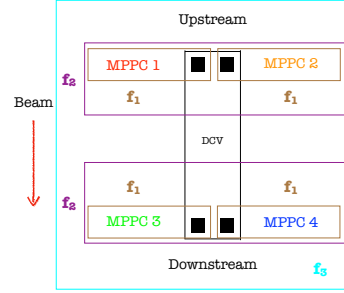 Upstream
MPPC 1
MPPC 2
f2
f1
f1
Beam
DCV
f1
f1
f2
MPPC 3
MPPC 4
Downstream
f3